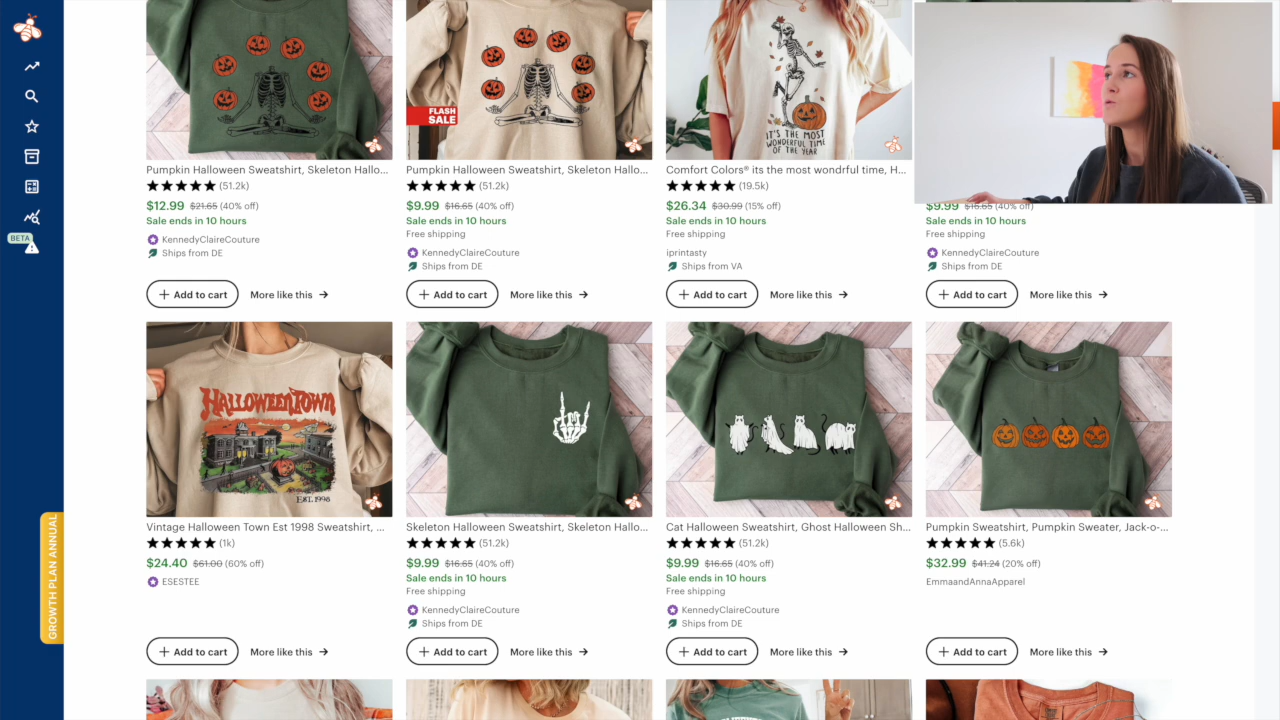 FLASH
SALE
IT'S THE MOST
WONDERFUL TIME
OF THE YEAR
Pumpkin Halloween Sweatshirt, Skeleton Hallo...
(51.2k)
$12.99 $21.65 (40% off)
Sale ends in 10 hours
KennedyClaireCouture
Ships from DE
+ Add to cart
More like this →
Pumpkin Halloween Sweatshirt, Skeleton Hallo...
(51.2k)
$9.99 $16.65 (40% off)
Sale ends in 10 hours
Free shipping
KennedyClaireCouture
Ships from DE
+ Add to cart
More like this →
Comfort Colors® its the most wondrful time, H...
(19.5k)
$26.34 $30.99 (15% off)
Free shipping
iprintasty
Ships from VA
+ Add to cart
More like this →
$9.99 $16.65 (40% off)
Sale ends in 10 hours
Free shipping
KennedyClaireCouture
Ships from DE
+ Add to cart
More like this →
BETA
GROWTH PLAN ANNUAL
HALLOWEENTOWN
EST. 1998
Vintage Halloween Town Est 1998 Sweatshirt, ...
(1k)
$24.40 $61.00 (60% off)
ESESTEE
+ Add to cart
More like this →
Skeleton Halloween Sweatshirt, Skeleton Hallo...
(51.2k)
$9.99 $16.65 (40% off)
Sale ends in 10 hours
Free shipping
KennedyClaireCouture
Ships from DE
+ Add to cart
More like this →
Cat Halloween Sweatshirt, Ghost Halloween Sh...
(51.2k)
$9.99 $16.65 (40% off)
Sale ends in 10 hours
Free shipping
KennedyClaireCouture
Ships from DE
+ Add to cart
More like this →
Pumpkin Sweatshirt, Pumpkin Sweater, Jack-o-...
(5.6k)
$32.99 $41.24 (20% off)
EmmaandAnnaApparel
+ Add to cart
More like this →